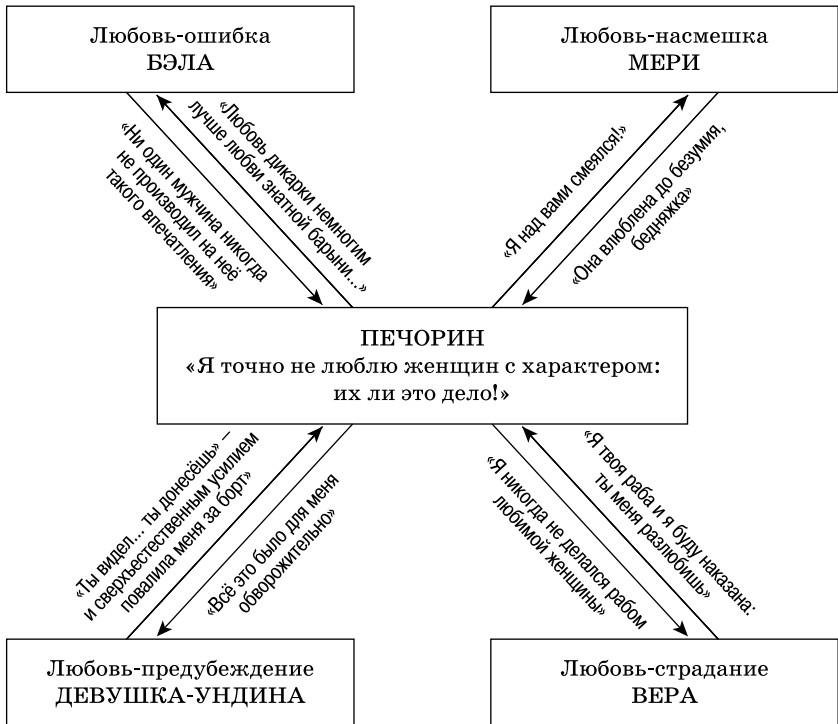 Любовь-ошибка
БЭЛА
Любовь-насмешка
МЕРИ
«Ни один мужчина никогда
не производил на неё
такого впечатления»
«Любовь дикарки немногим
лучше любви знатной барыни...»
«Я над вами смеялся!»
«Она влюблена до безумия,
бедняжка»
ПЕЧОРИН
«Я точно не люблю женщин с характером:
их ли это дело!»
«Ты видел... ты донесёшь» –
и сверхъестественным усилием
повалила меня за борт»
«Всё это было для меня
обворожительно»
«Я никогда не делался рабом
любимой женщины»
«Я твоя раба и я буду наказана:
ты меня разлюбишь»
Любовь-предубеждение
ДЕВУШКА-УНДИНА
Любовь-страдание
ВЕРА